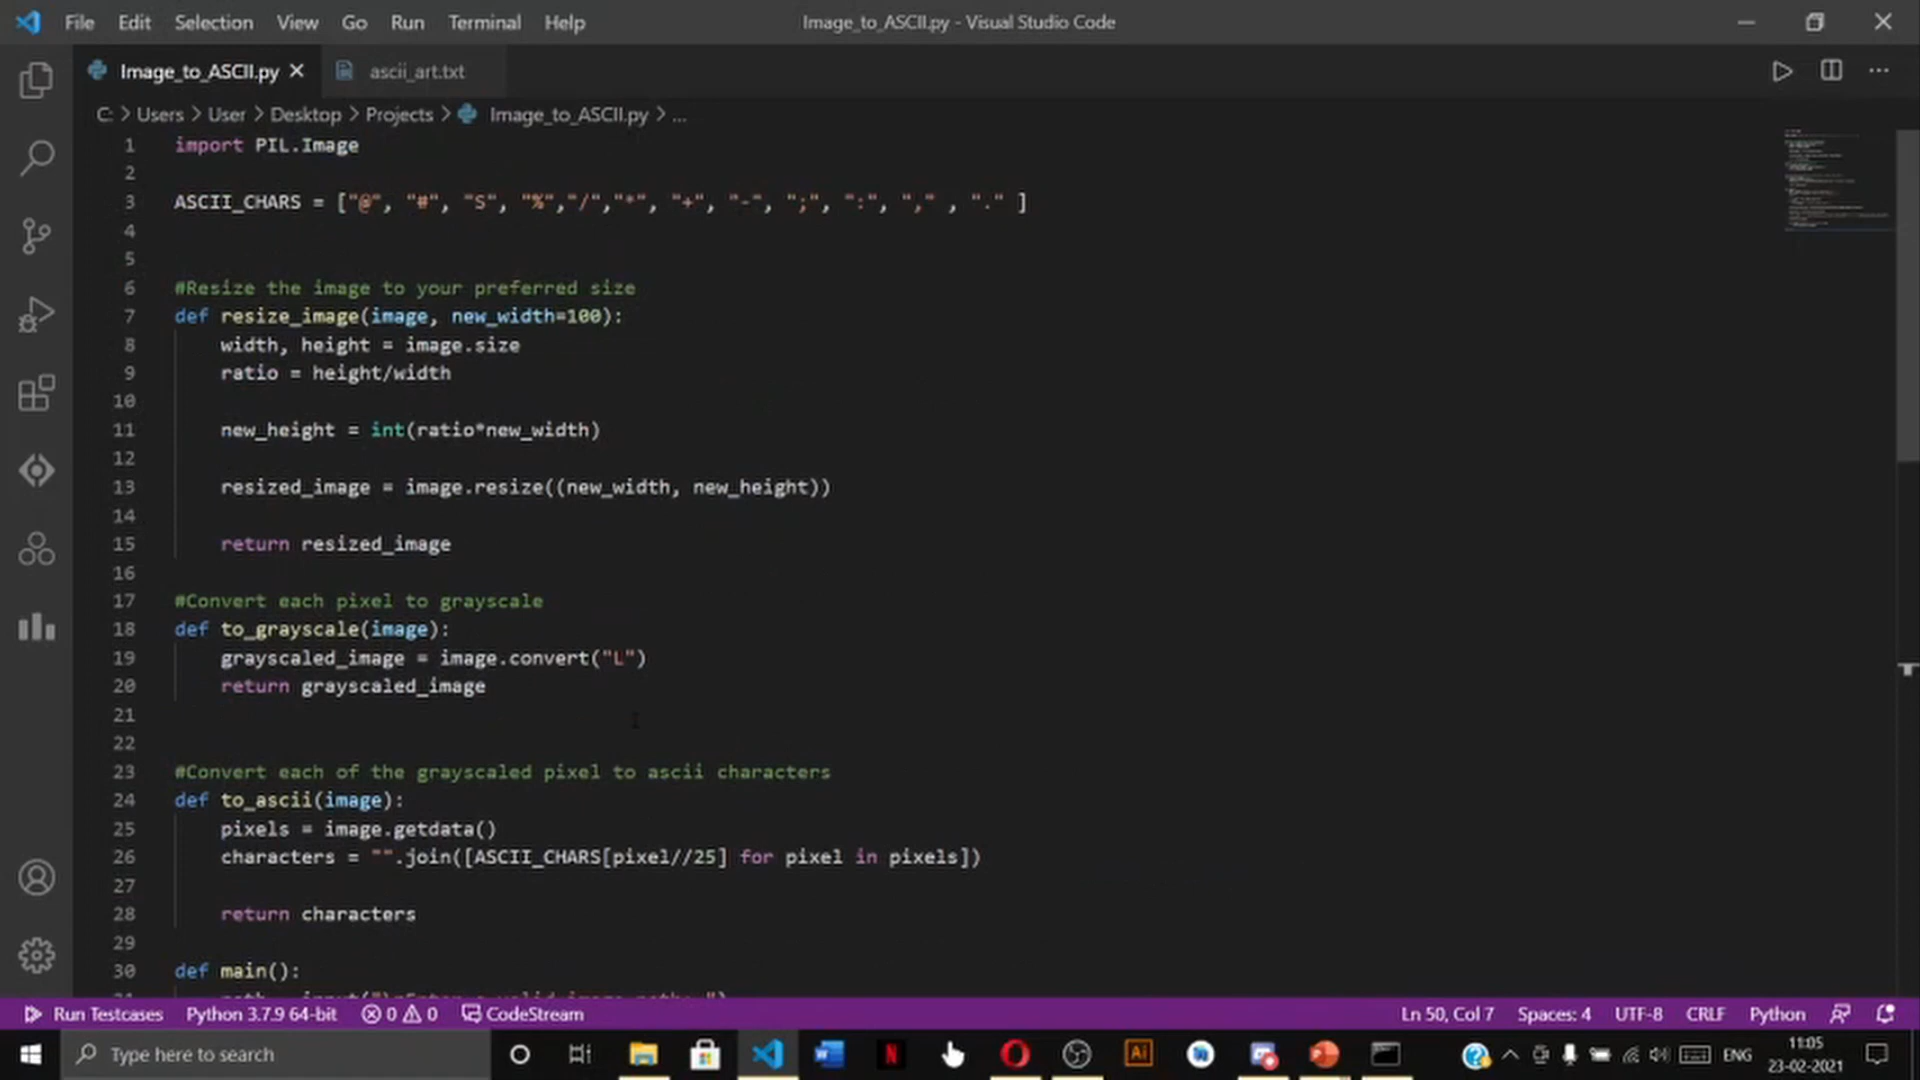 File Edit Selection View Go Run Terminal Help Image_to_ASCII.py - Visual Studio Code
Image_to_ASCII.py ascii_art.txt
C: > Users > User > Desktop > Projects > Image_to_ASCII.py > ...
1 import PIL.Image
2
3 ASCII_CHARS = ["@", "#", "S", "%","/","*", "+", "-", ";", ":", "," , "." ]
4
5
6 #Resize the image to your preferred size
7 def resize_image(image, new_width=100):
8 width, height = image.size
9 ratio = height/width
10
11 new_height = int(ratio*new_width)
12
13 resized_image = image.resize((new_width, new_height))
14
15 return resized_image
16
17 #Convert each pixel to grayscale
18 def to_grayscale(image):
19 grayscaled_image = image.convert("L")
20 return grayscaled_image
21
22
23 #Convert each of the grayscaled pixel to ascii characters
24 def to_ascii(image):
25 pixels = image.getdata()
26 characters = "".join([ASCII_CHARS[pixel//25] for pixel in pixels])
27
28 return characters
29
30 def main():
Run Testcases Python 3.7.9 64-bit 0 0 CodeStream Ln 50, Col 7 Spaces: 4 UTF-8 CRLF Python
Type here to search N Ai ENG 11:05
23-02-2021